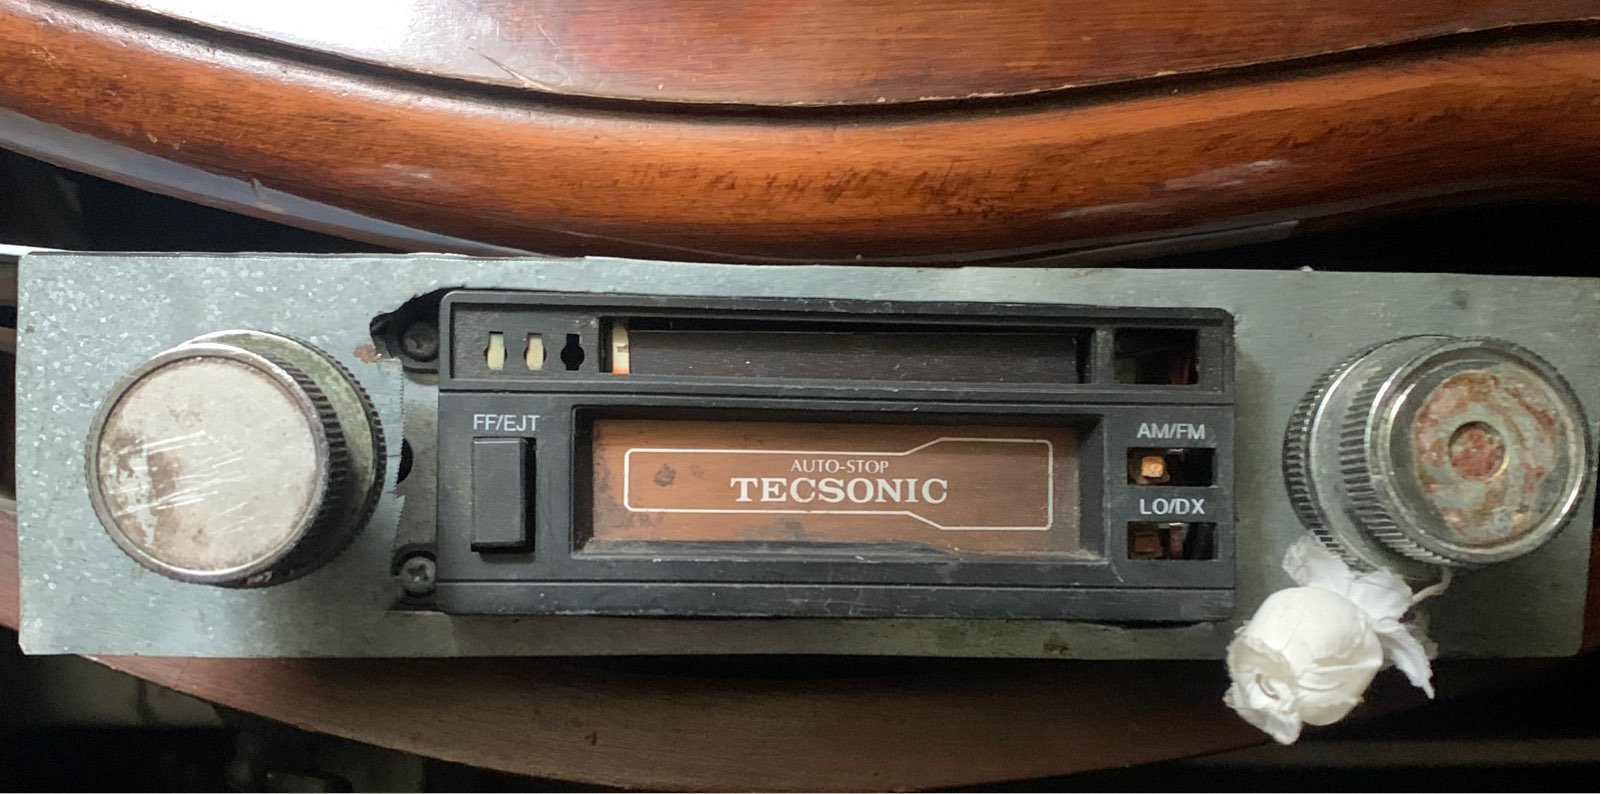 FF/EJT
AUTO-STOP
TECSONIC
AM/FM
LO/DX